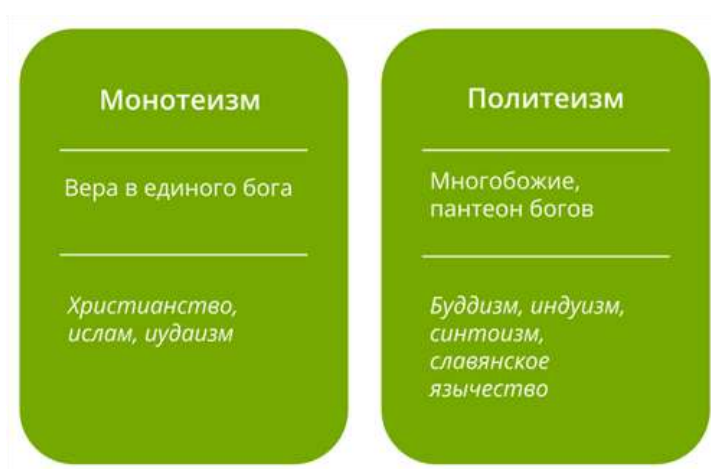 Монотеизм
Вера в единого бога
Христианство,
ислам, иудаизм
Политеизм
Многобожие,
пантеон богов
Буддизм, индуизм,
синтоизм,
славянское
язычество